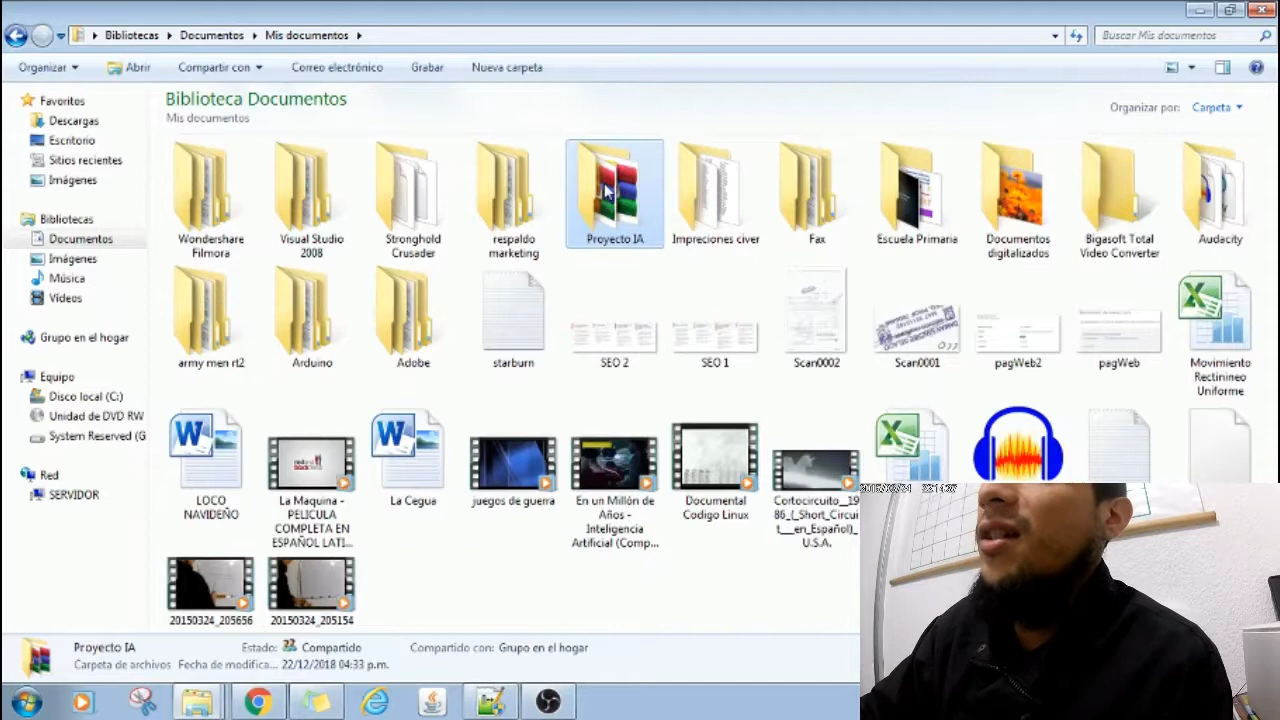 Bibliotecas Documentos Mis documentos
Buscar Mis documentos
Organizar Abrir Compartir con Correo electrónico Grabar Nueva carpeta
Favoritos
Descargas
Escritorio
Sitios recientes
Imágenes
Bibliotecas
Documentos
Imágenes
Música
Vídeos
Grupo en el hogar
Equipo
Disco local (C:)
Unidad de DVD RW
System Reserved (G
Red
SERVIDOR
Biblioteca Documentos
Mis documentos
Organizar por: Carpeta
Wondershare
Filmora
Visual Studio
2008
Stronghold
Crusader
respaldo
marketing
Proyecto IA
Impreciones civer
Fax
Escuela Primaria
Documentos
digitalizados
Bigasoft Total
Video Converter
Audacity
army men rt2
Arduino
Adobe
starburn
SEO 2
SEO 1
Scan0002
Scan0001
pagWeb2
pagWeb
Movimiento
Rectinineo
Uniforme
LOCO
NAVIDEÑO
La Maquina -
PELICULA
COMPLETA EN
ESPAÑOL LATI...
La Cegua
juegos de guerra
En un Millón de
Años -
Inteligencia
Artificial (Comp...
Documental
Codigo Linux
Cortocircuito__19
86_(_Short_Circui
t___en_Español)_
U.S.A.
20150324_205656
20150324_205154
Proyecto IA Estado: Compartido Compartido con: Grupo en el hogar
Carpeta de archivos Fecha de modifica... 22/12/2018 04:33 p.m.